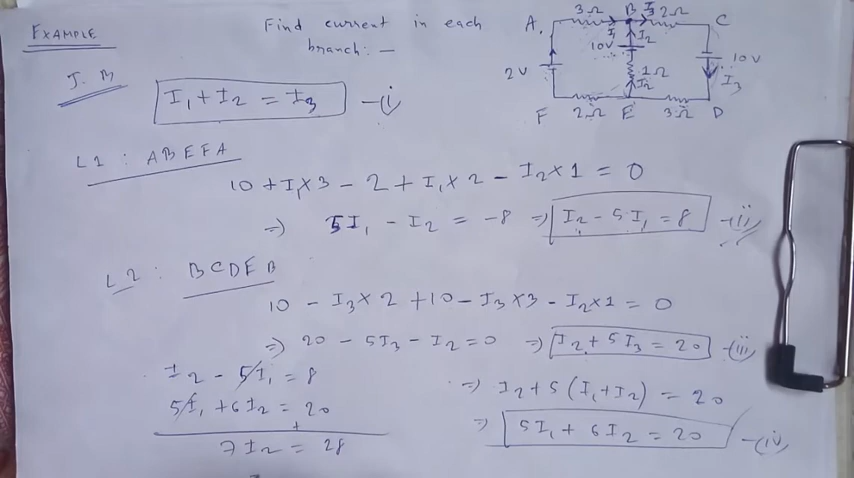 EXAMPLE
Find current in each
branch: —
A 3Ω B I3 2Ω C
I1 I2
10V
10V
2V
1Ω
I2
I3
F 2Ω E 3Ω D
J. B
I1 + I2 = I3 —(i)
L1 : ABEFA
10 + I1×3 − 2 + I1×2 − I2×1 = 0
⇒ 5I1 − I2 = −8 ⇒ I2 − 5I1 = 8 —(ii)
L2 : BCDEB
10 − I3×2 + 10 − I3×3 − I2×1 = 0
⇒ 20 − 5I3 − I2 = 0 ⇒ I2 + 5I3 = 20 —(iii)
I2 − 5I1 = 8
⇒ I2 + 5(I1 + I2) = 20
5I1 + 6I2 = 20
+
⇒ 5I1 + 6I2 = 20 —(iv)
7I2 = 28